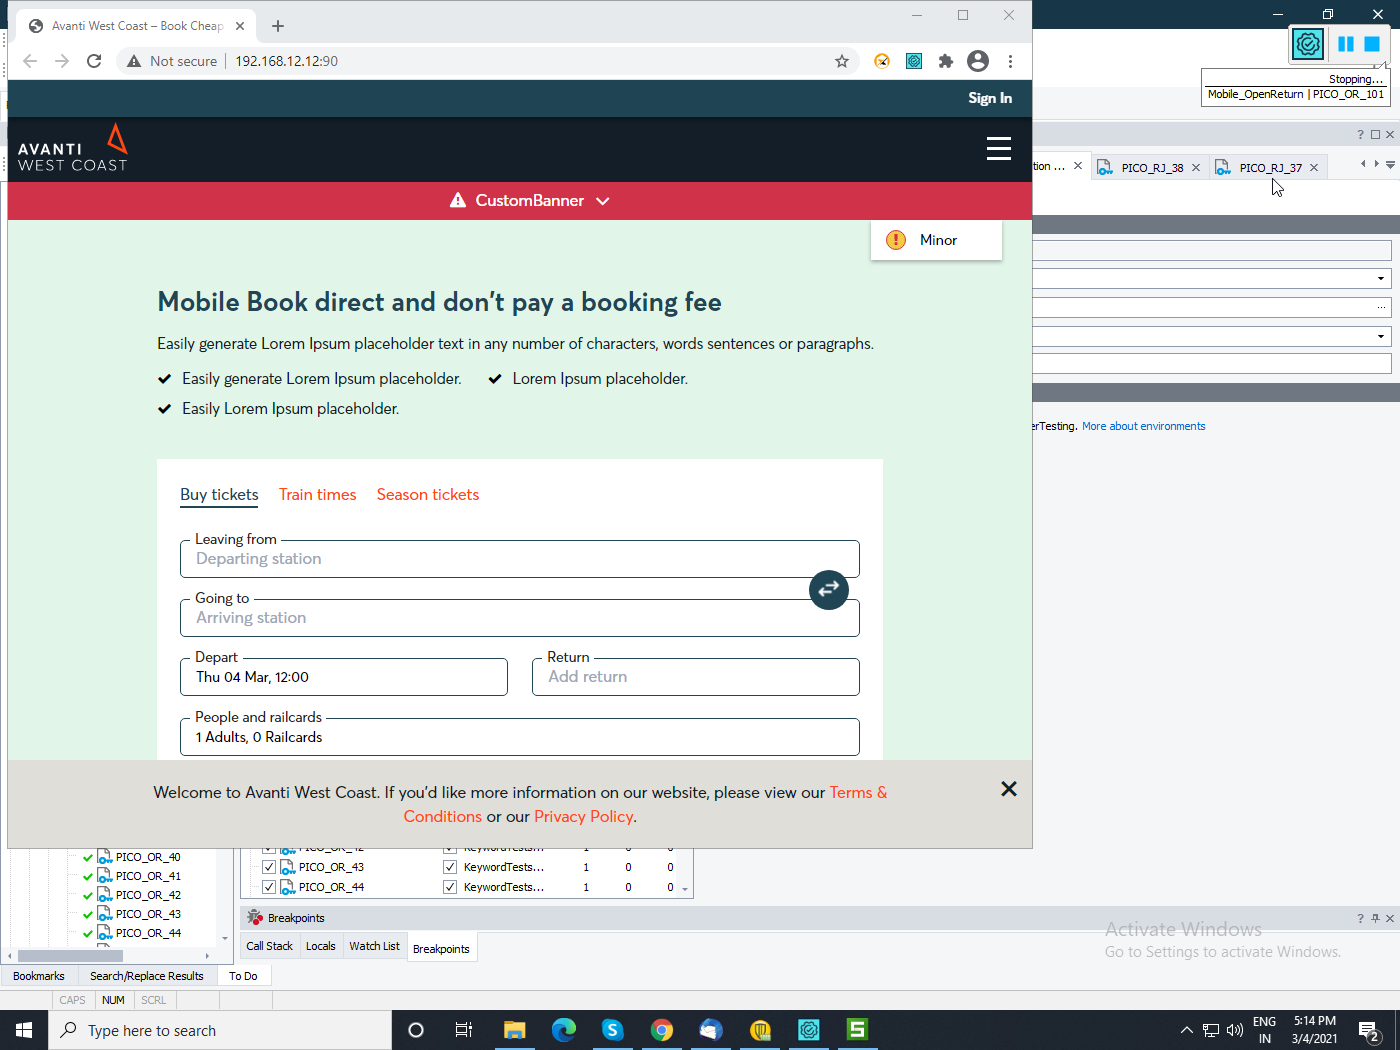 Avanti West Coast – Book Cheap
Not secure
192.168.12.12:90
Stopping...
Mobile_OpenReturn | PICO_OR_101
Sign In
AVANTI
WEST COAST
tion ...
PICO_RJ_38
PICO_RJ_37
CustomBanner
Minor
Mobile Book direct and don't pay a booking fee
Easily generate Lorem Ipsum placeholder text in any number of characters, words sentences or paragraphs.
Easily generate Lorem Ipsum placeholder.
Lorem Ipsum placeholder.
Easily Lorem Ipsum placeholder.
erTesting. More about environments
Buy tickets
Train times
Season tickets
Leaving from
Departing station
Going to
Arriving station
Depart
Thu 04 Mar, 12:00
Return
Add return
People and railcards
1 Adults, 0 Railcards
Welcome to Avanti West Coast. If you'd like more information on our website, please view our Terms &
Conditions or our Privacy Policy.
PICO_OR_40
PICO_OR_41
PICO_OR_42
PICO_OR_43
PICO_OR_44
PICO_OR_43 KeywordTests... 1 0 0
PICO_OR_44 KeywordTests... 1 0 0
Breakpoints
Call Stack
Locals
Watch List
Breakpoints
Bookmarks
Search/Replace Results
To Do
CAPS
NUM
SCRL
Activate Windows
Go to Settings to activate Windows.
Type here to search
ENG
IN
5:14 PM
3/4/2021
2